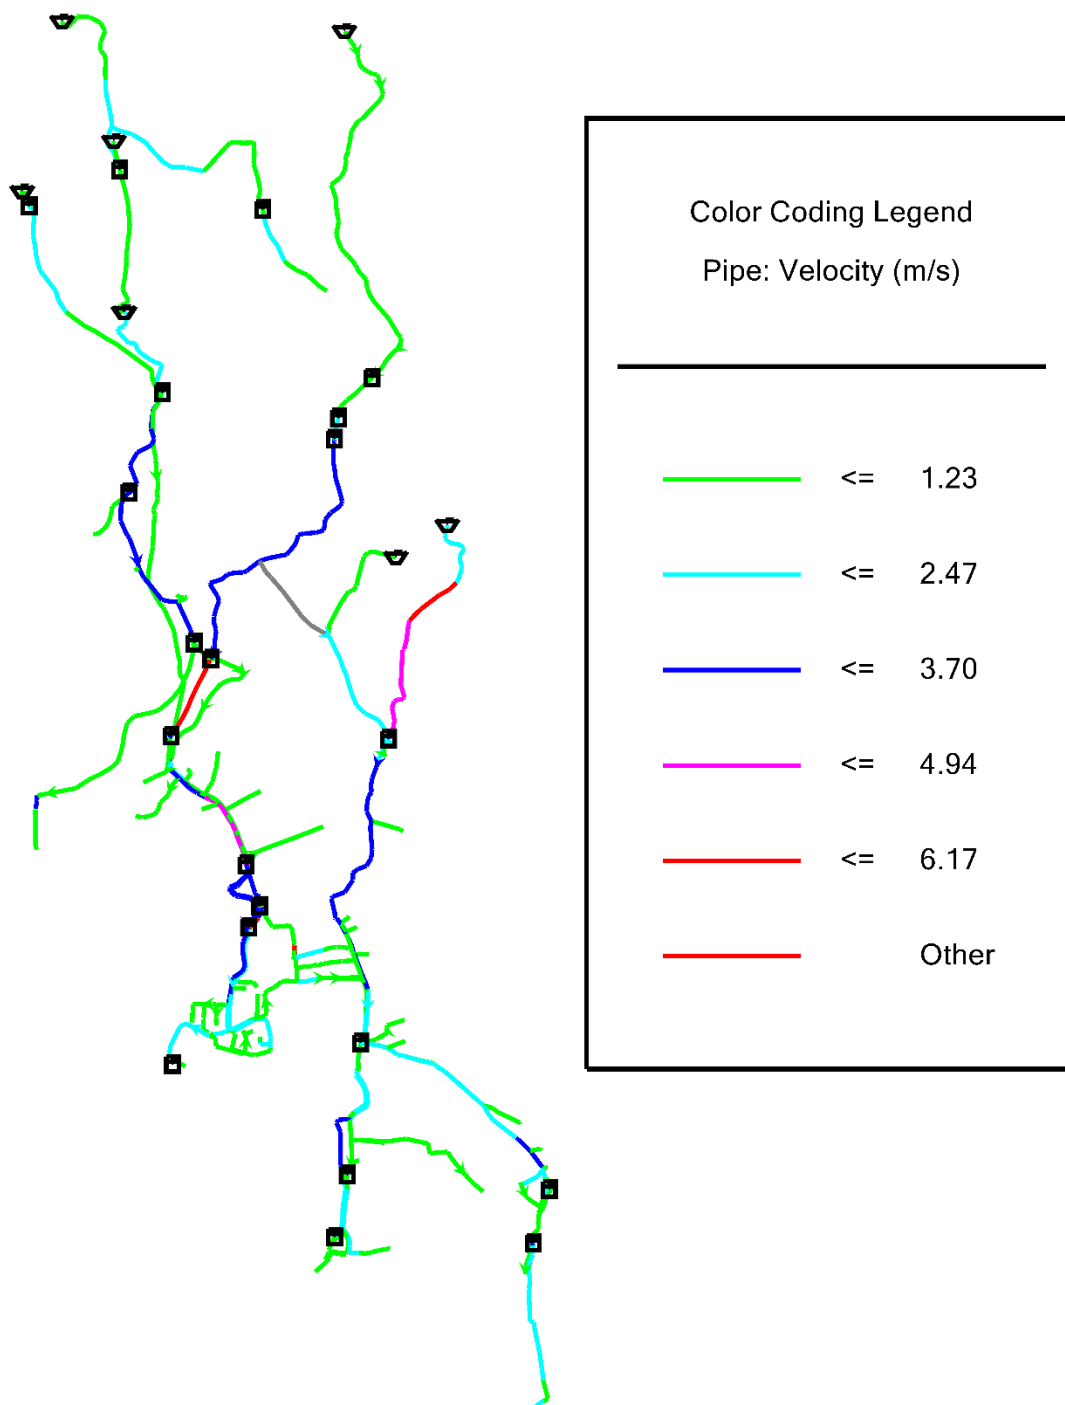 Color Coding Legend
Pipe: Velocity (m/s)
<= 1.23
<= 2.47
<= 3.70
<= 4.94
<= 6.17
Other